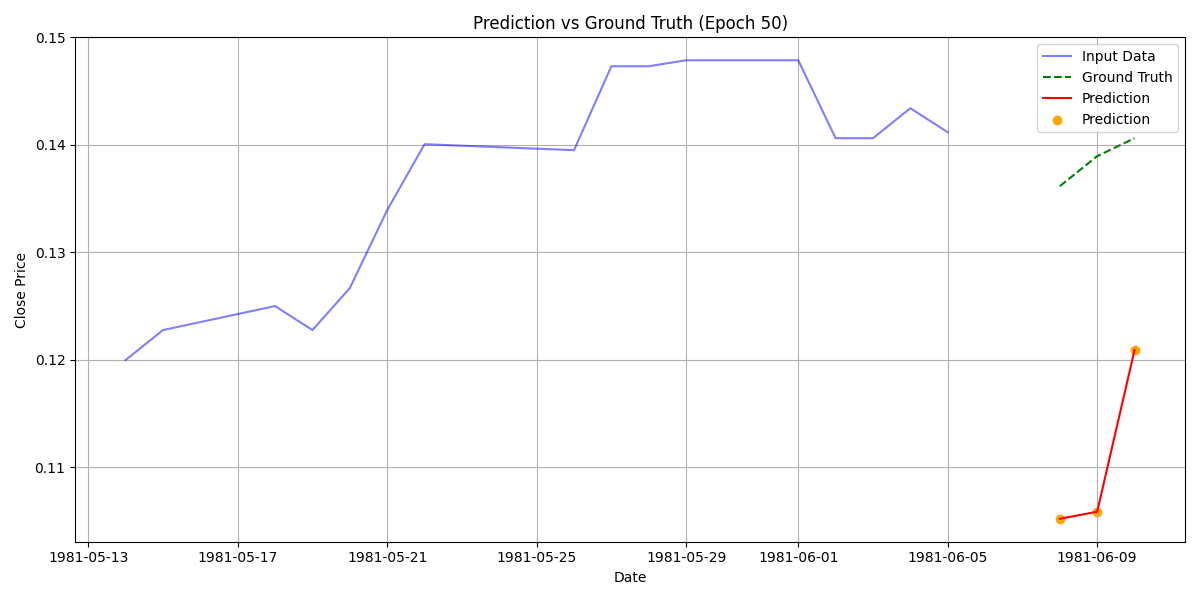 Prediction vs Ground Truth (Epoch 50)
Close Price
0.15
0.14
0.13
0.12
0.11
Input Data
Ground Truth
Prediction
Prediction
1981-05-13 1981-05-17 1981-05-21 1981-05-25 1981-05-29 1981-06-01 1981-06-05 1981-06-09
Date